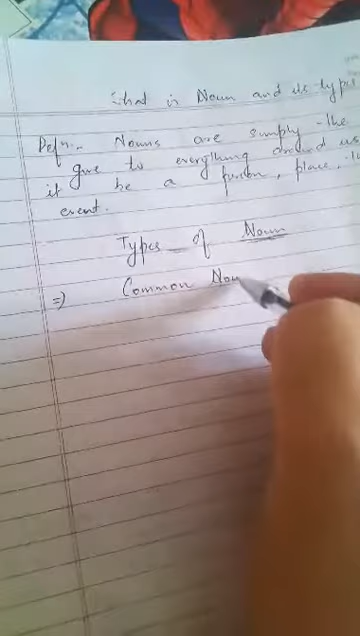 What is Noun and its type
Defn.. Nouns are simply the
give to everything around us
it be a person, place,
event.
Types of Noun
=> Common Nou